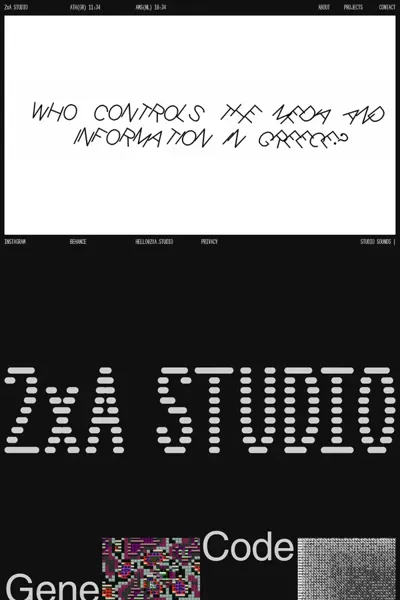 2xA STUDIO ATH(GR) 11:34 AMS(NL) 10:34 ABOUT PROJECTS CONTACT
WHO CONTROLS THE MEDIA AND
INFORMATION IN GREECE?
INSTAGRAM BEHANCE HELLO@2XA.STUDIO PRIVACY STUDIO SOUNDS |
2xA STUDIO
Code
Gene